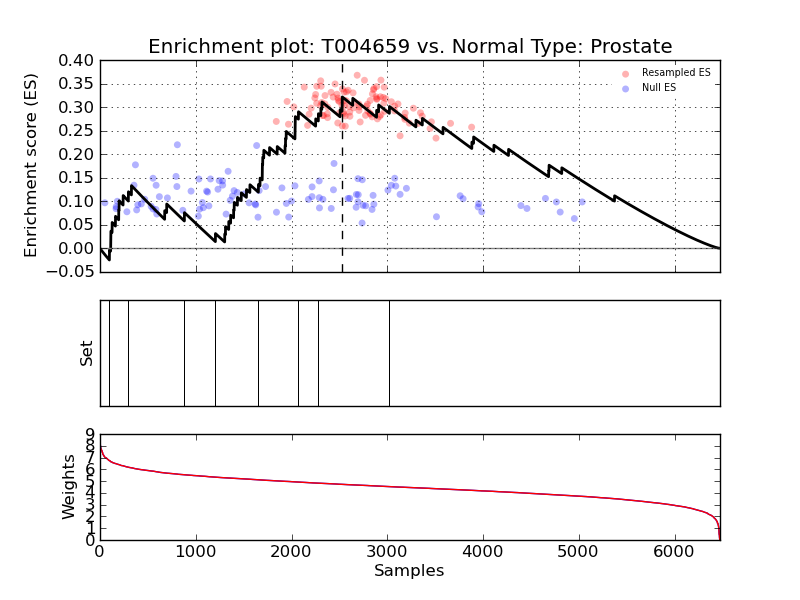 Enrichment plot: T004659 vs. Normal Type: Prostate
Enrichment score (ES)
0.40
0.35
0.30
0.25
0.20
0.15
0.10
0.05
0.00
−0.05
Resampled ES
Null ES
Set
Weights
9
8
7
6
5
4
3
2
1
0
0 1000 2000 3000 4000 5000 6000
Samples